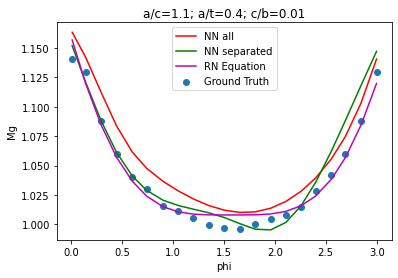 a/c=1.1; a/t=0.4; c/b=0.01
NN all
NN separated
RN Equation
Ground Truth
Mg
1.150
1.125
1.100
1.075
1.050
1.025
1.000
0.0 0.5 1.0 1.5 2.0 2.5 3.0
phi